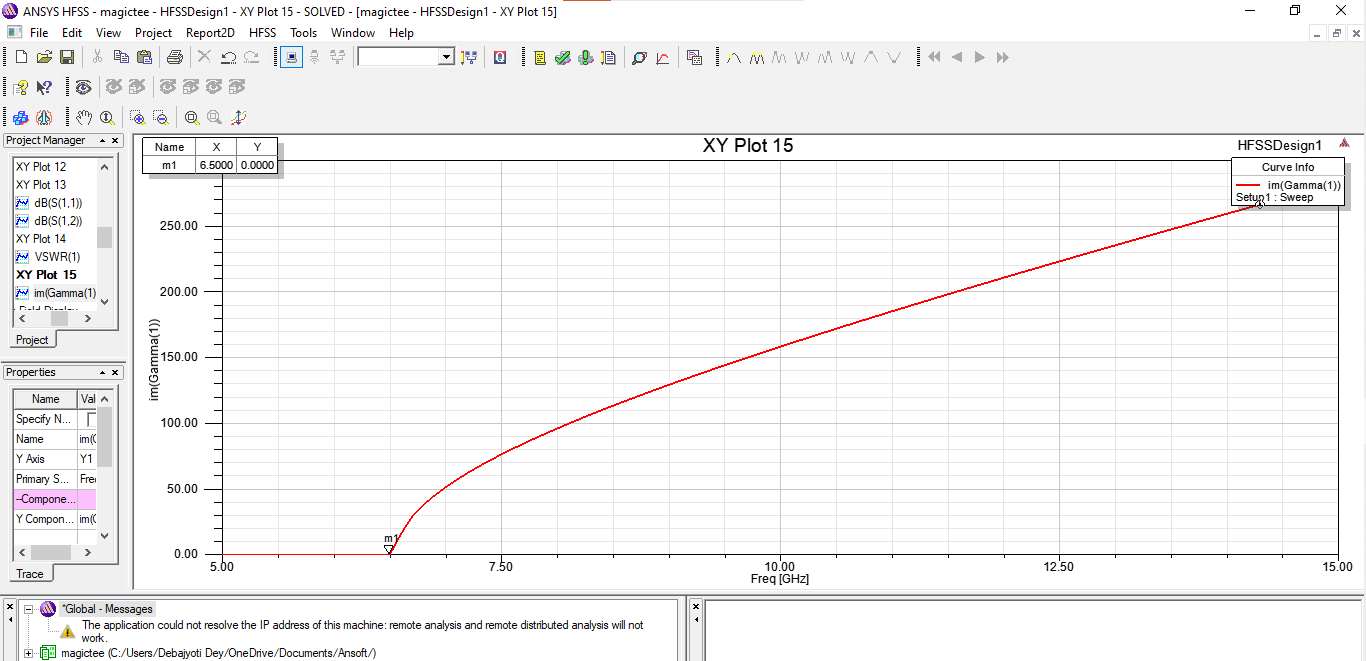 ANSYS HFSS - magictee - HFSSDesign1 - XY Plot 15 - SOLVED - [magictee - HFSSDesign1 - XY Plot 15]
File Edit View Project Report2D HFSS Tools Window Help
Project Manager
XY Plot 12
XY Plot 13
dB(S(1,1))
dB(S(1,2))
XY Plot 14
VSWR(1)
XY Plot 15
im(Gamma(1)
Project
Properties
Name Val
Specify N...
Name im(G
Y Axis Y1
Primary S... Fre
--Compone...
Y Compon... im(G
Trace
XY Plot 15
HFSSDesign1
Name X Y
m1 6.5000 0.0000
Curve Info
im(Gamma(1))
Setup1 : Sweep
im(Gamma(1))
250.00
200.00
150.00
100.00
50.00
0.00
m1
5.00 7.50 10.00 12.50 15.00
Freq [GHz]
*Global - Messages
The application could not resolve the IP address of this machine: remote analysis and remote distributed analysis will not
work.
magictee (C:/Users/Debajyoti Dey/OneDrive/Documents/Ansoft/)